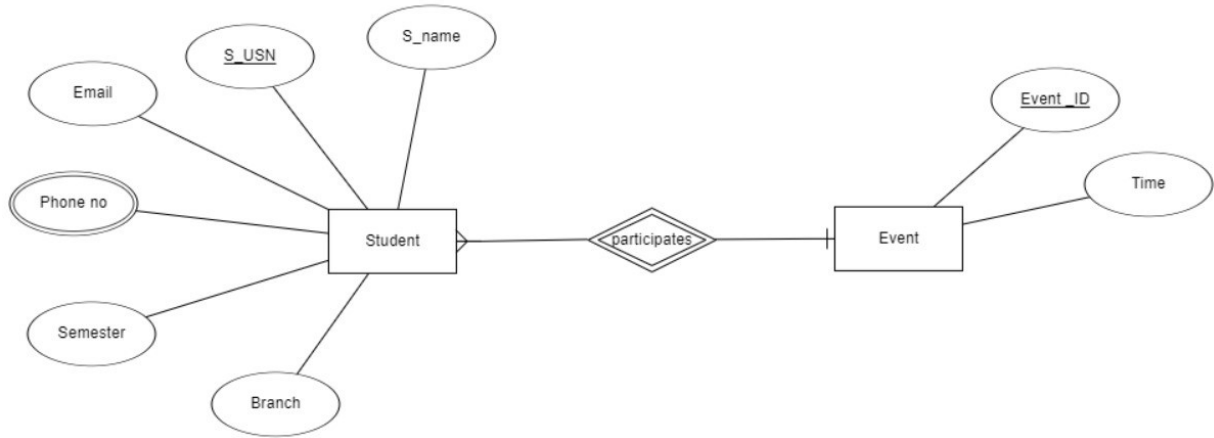 S_name
S_USN
Email
Event _ID
Time
Phone no
Student
participates
Event
Semester
Branch